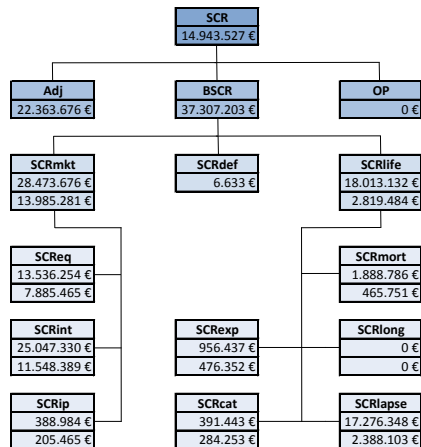 SCR
14.943.527 €
Adj
22.363.676 €
BSCR
37.307.203 €
OP
0 €
SCRmkt
28.473.676 €
13.985.281 €
SCRdef
6.633 €
SCRlife
18.013.132 €
2.819.484 €
SCReq
13.536.254 €
7.885.465 €
SCRmort
1.888.786 €
465.751 €
SCRint
25.047.330 €
11.548.389 €
SCRexp
956.437 €
476.352 €
SCRlong
0 €
0 €
SCRip
388.984 €
205.465 €
SCRcat
391.443 €
284.253 €
SCRlapse
17.276.348 €
2.388.103 €